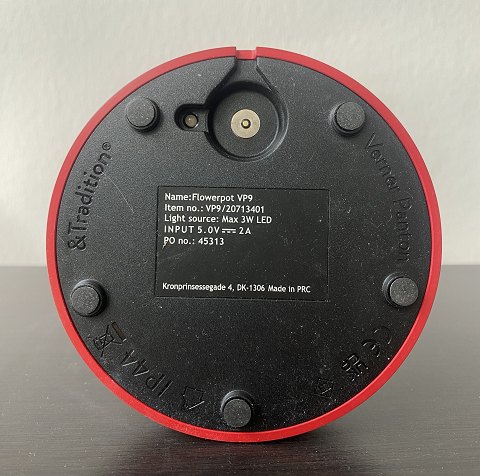 &Tradition®
Verner Panton
Name:Flowerpot VP9
Item no.: VP9/20713401
Light source: Max 3W LED
INPUT 5.0V⎓2A
PO no.: 45313
Kronprinsessegade 4, DK-1306 Made in PRC
IP44
CE